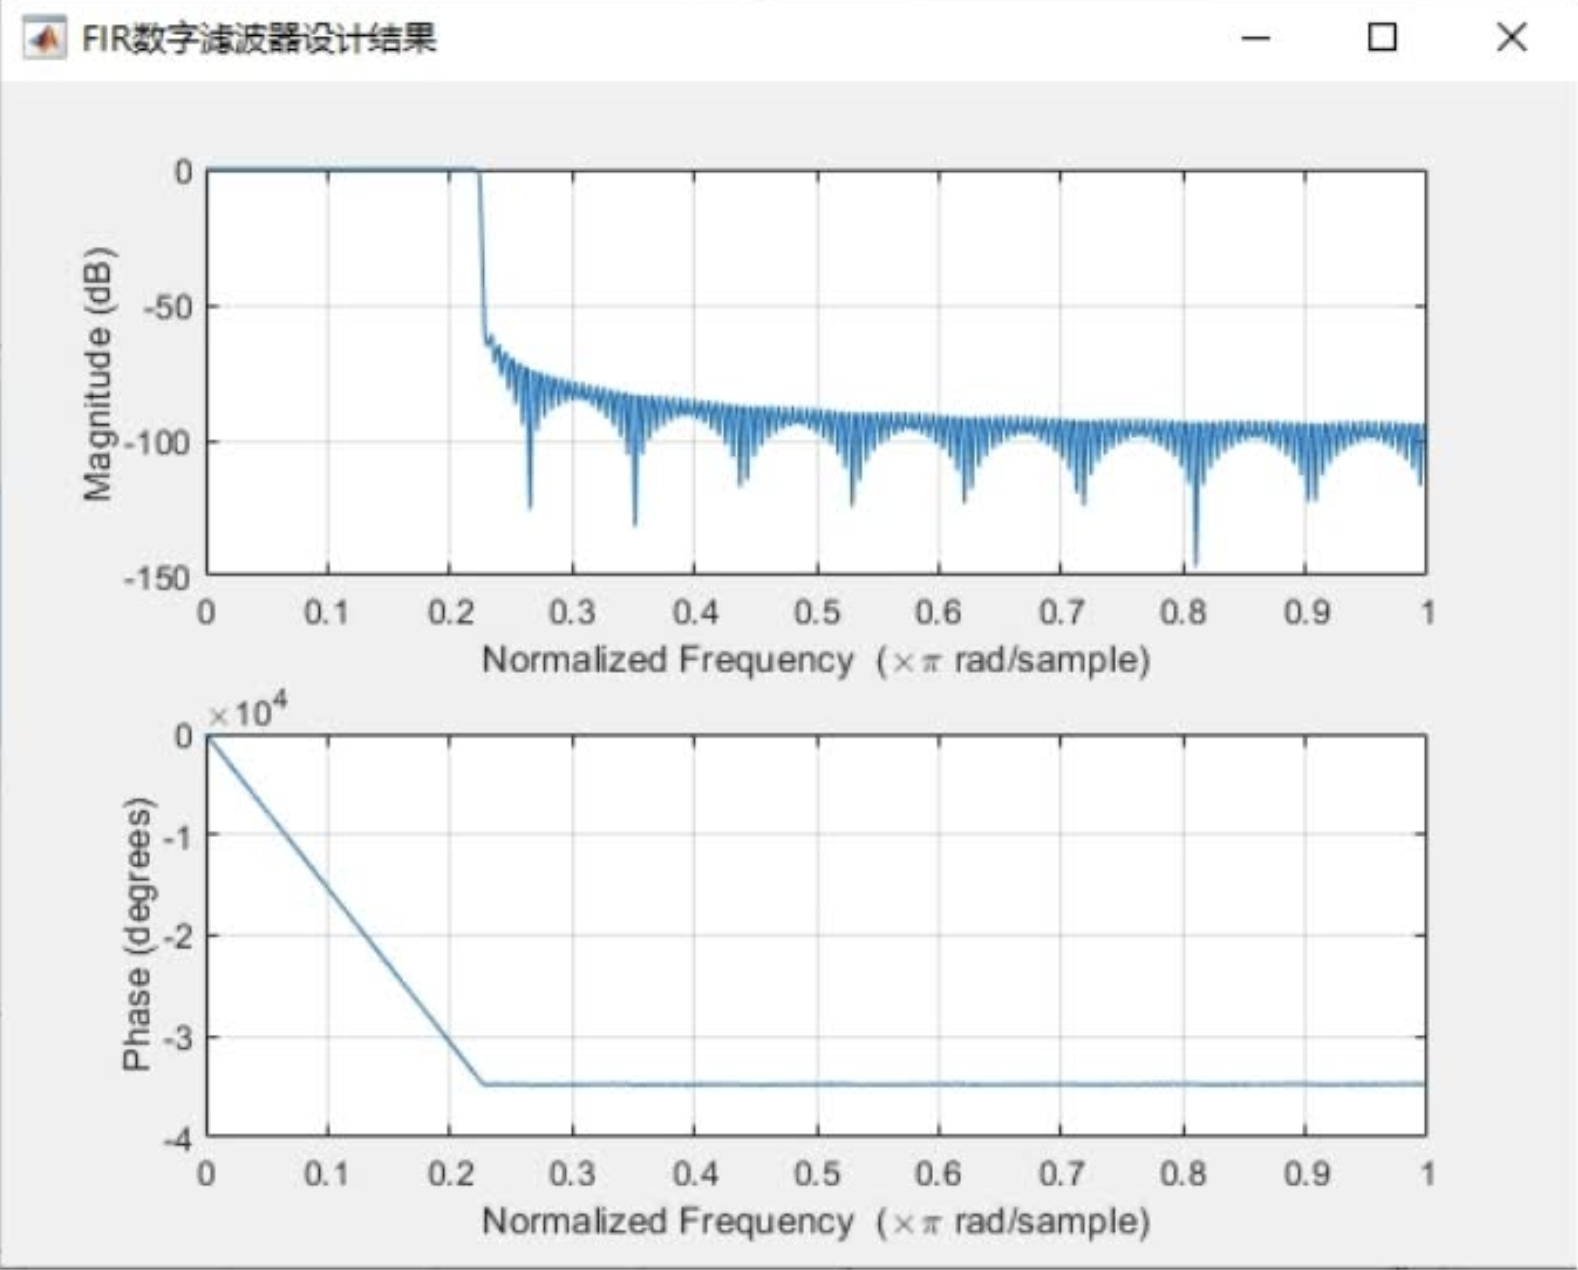 FIR数字滤波器设计结果
0
-50
-100
-150
Magnitude (dB)
0 0.1 0.2 0.3 0.4 0.5 0.6 0.7 0.8 0.9 1
Normalized Frequency (×π rad/sample)
×10⁴
0
-1
-2
-3
-4
Phase (degrees)
0 0.1 0.2 0.3 0.4 0.5 0.6 0.7 0.8 0.9 1
Normalized Frequency (×π rad/sample)